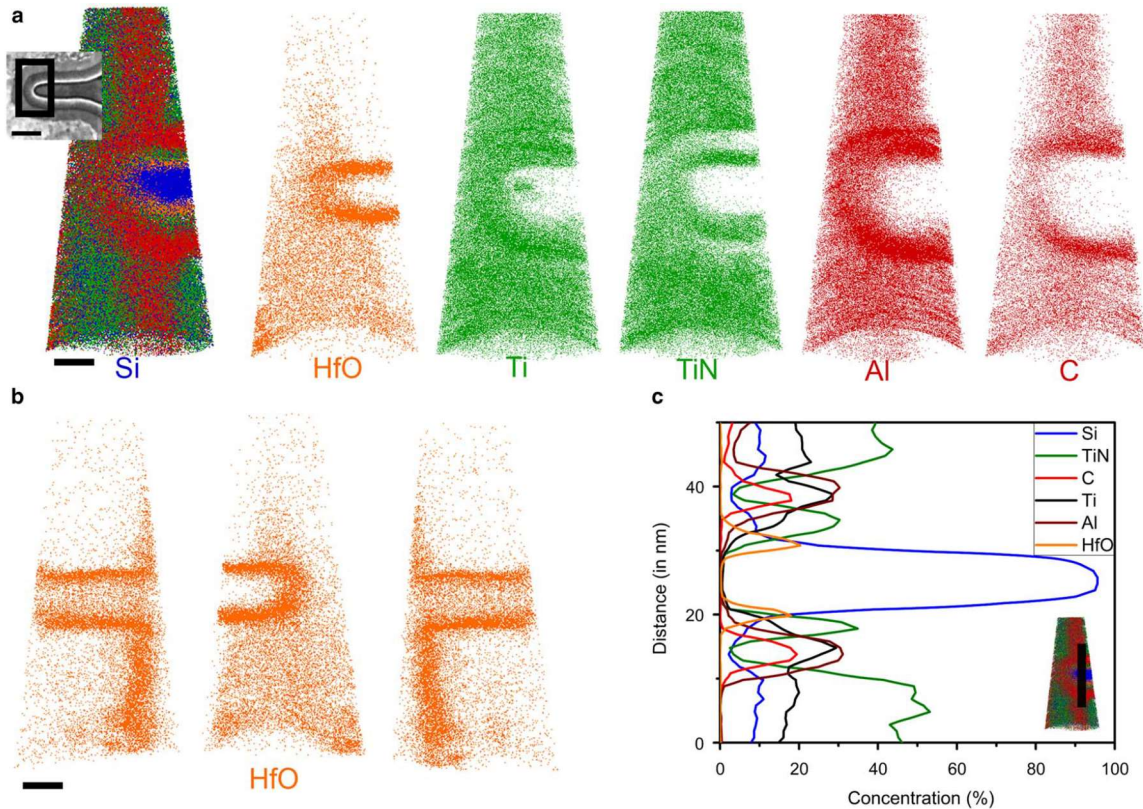 a
Si HfO Ti TiN Al C
b
HfO
c
Si
TiN
C
Ti
Al
HfO
40
20
0
Distance (in nm)
0 20 40 60 80 100
Concentration (%)